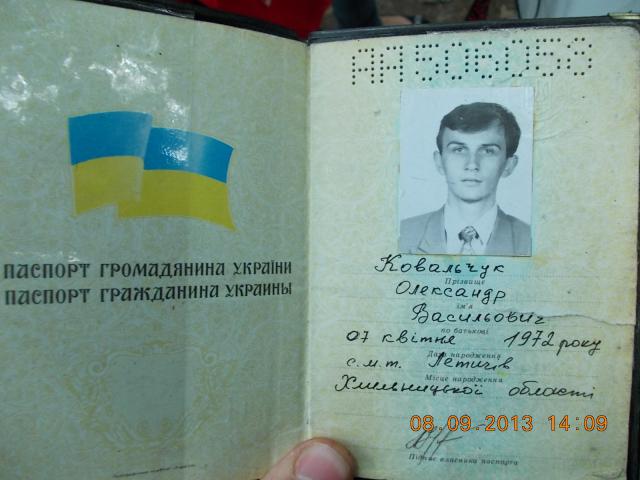 ПАСПОРТ ГРОМАДЯНИНА УКРАЇНИ
ПАСПОРТ ГРАЖДАНИНА УКРАИНЫ
АА506058
Ковальчук
Прізвище
Олександр
ім'я
Васильович
по батькові
07 квітне 1972 року
Дата народження
с.м.т. Летичів
Місце народження
Хмельницької області
08.09.2013 14:09
Підпис власника паспорта